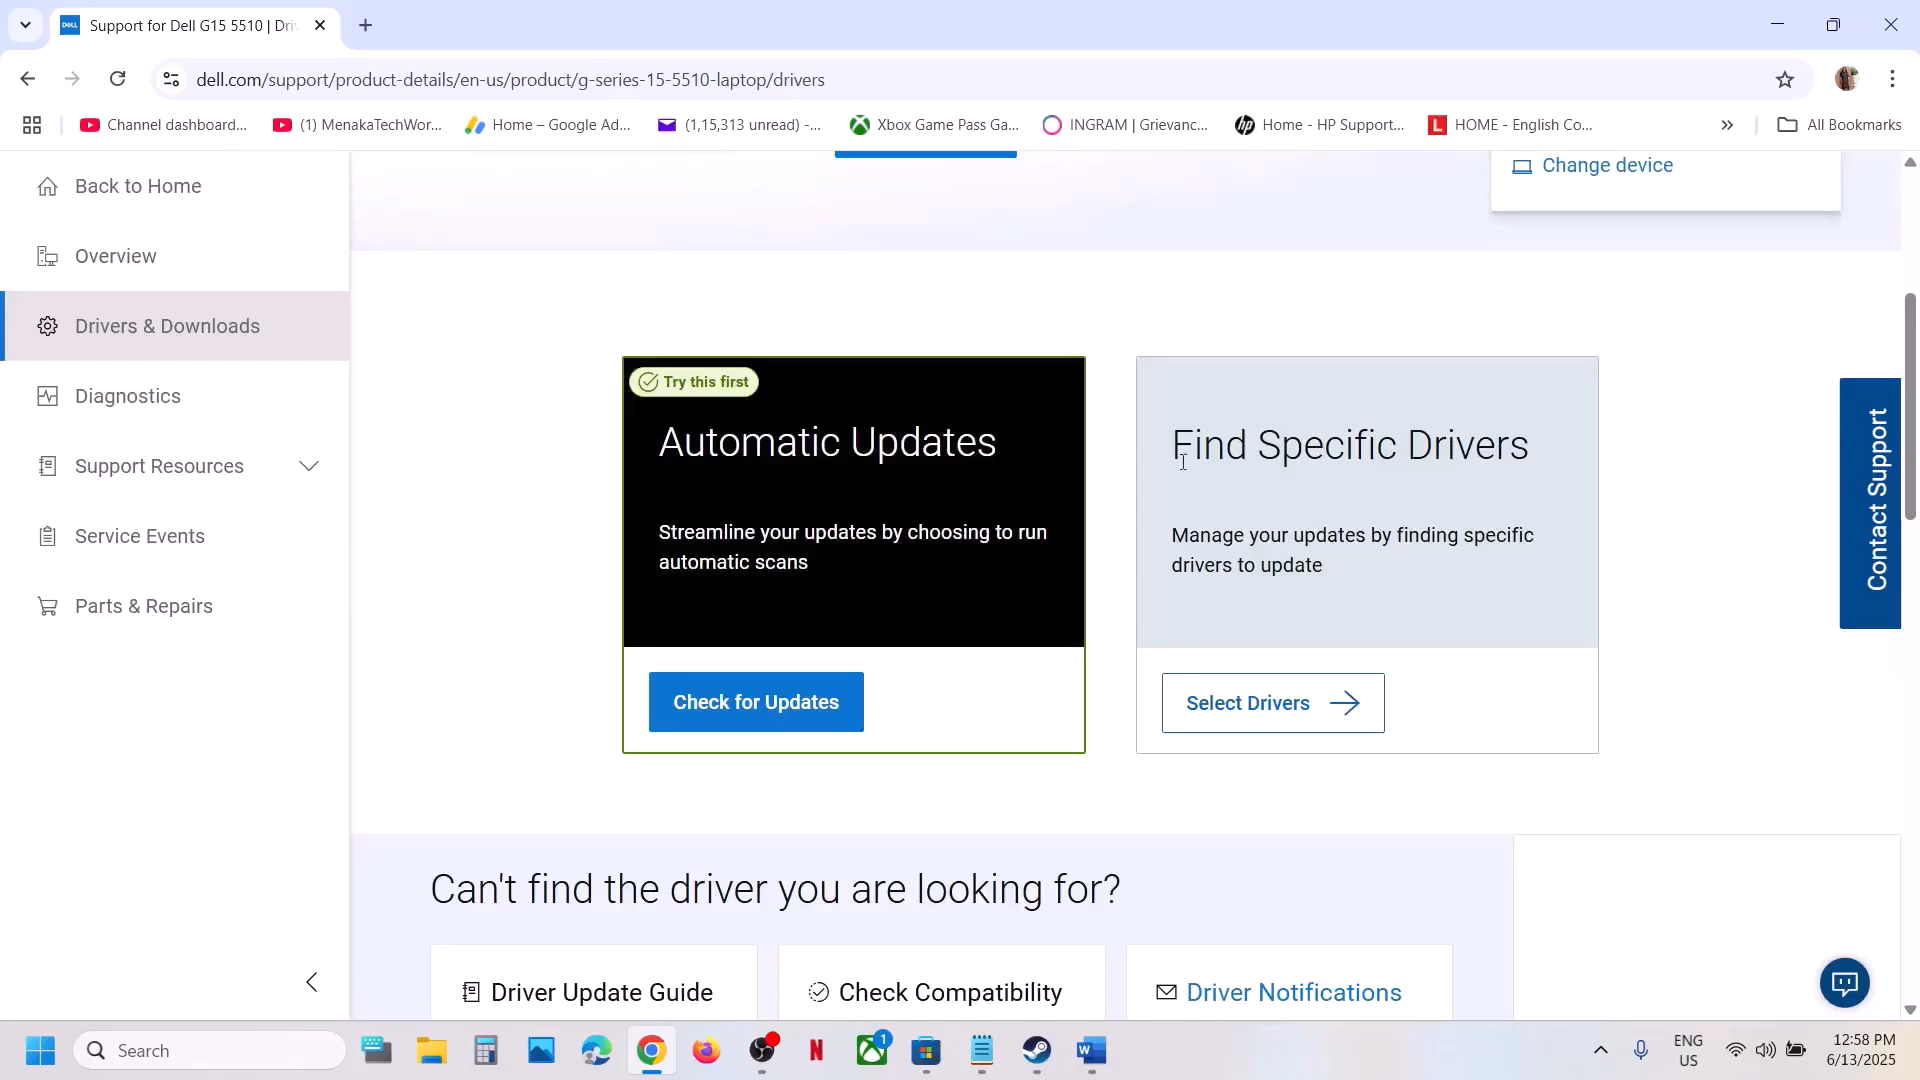 Support for Dell G15 5510 | Dri
dell.com/support/product-details/en-us/product/g-series-15-5510-laptop/drivers
Channel dashboard...
(1) MenakaTechWor...
Home – Google Ad...
(1,15,313 unread) -...
Xbox Game Pass Ga...
INGRAM | Grievanc...
Home - HP Support...
HOME - English Co...
All Bookmarks
Back to Home
Overview
Drivers & Downloads
Diagnostics
Support Resources
Service Events
Parts & Repairs
Change device
Try this first
Automatic Updates
Streamline your updates by choosing to run
automatic scans
Check for Updates
Find Specific Drivers
Manage your updates by finding specific
drivers to update
Select Drivers
Contact Support
Can't find the driver you are looking for?
Driver Update Guide
Check Compatibility
Driver Notifications
Search
1
ENG
US
12:58 PM
6/13/2025